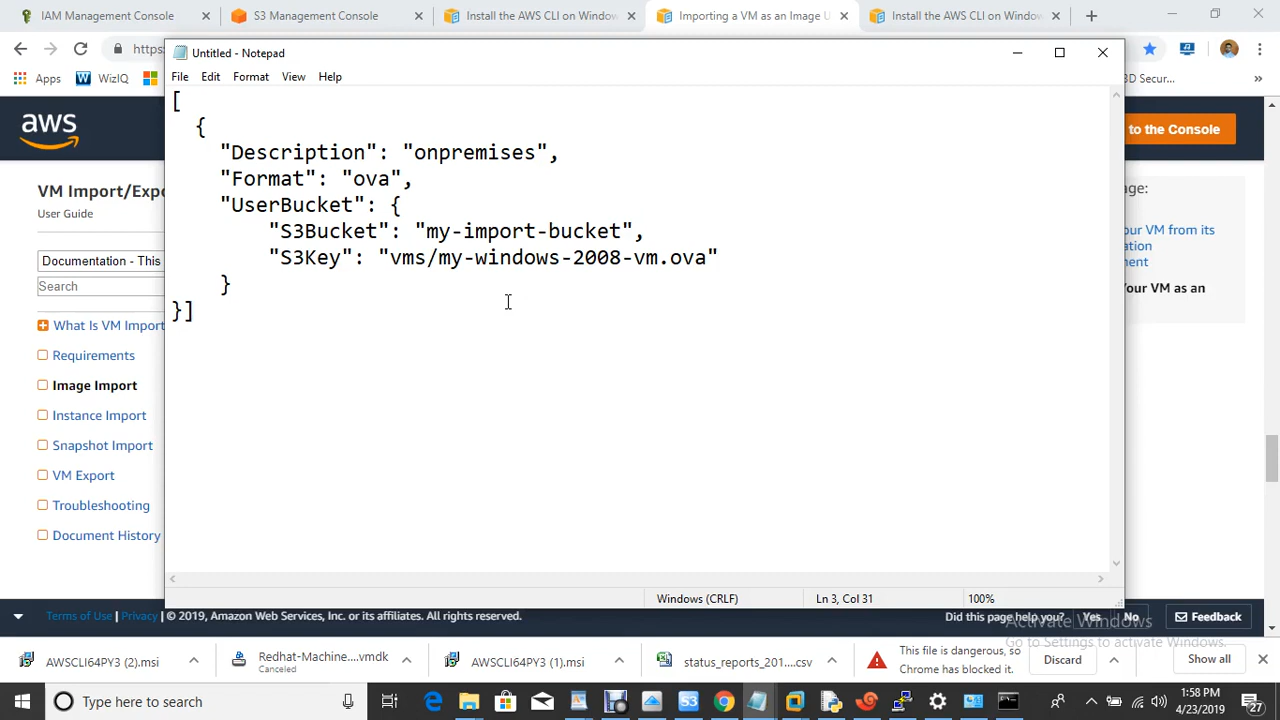 IAM Management Console
S3 Management Console
Install the AWS CLI on Window
Importing a VM as an Image U
Install the AWS CLI on Window
https:
Untitled - Notepad
Apps
WizIQ
3D Secur...
»
File Edit Format View Help
[
{
"Description": "onpremises",
"Format": "ova",
"UserBucket": {
"S3Bucket": "my-import-bucket",
"S3Key": "vms/my-windows-2008-vm.ova"
}
}]
aws
to the Console
VM Import/Expo
User Guide
Documentation - This
Search
What Is VM Import
Requirements
Image Import
Instance Import
Snapshot Import
VM Export
Troubleshooting
Document History
age:
our VM from its
ation
ent
Your VM as an
Windows (CRLF)
Ln 3, Col 31
100%
Terms of Use | Privacy | © 2019, Amazon Web Services, Inc. or its affiliates. All rights reserved.
Did this page help you? Yes No
Feedback
Activate Windows
Go to Settings to activate Windows.
AWSCLI64PY3 (2).msi
Redhat-Machine....vmdk
Canceled
AWSCLI64PY3 (1).msi
status_reports_201....csv
This file is dangerous, so
Chrome has blocked it.
Discard
Show all
Type here to search
S3
1:58 PM
4/23/2019
27